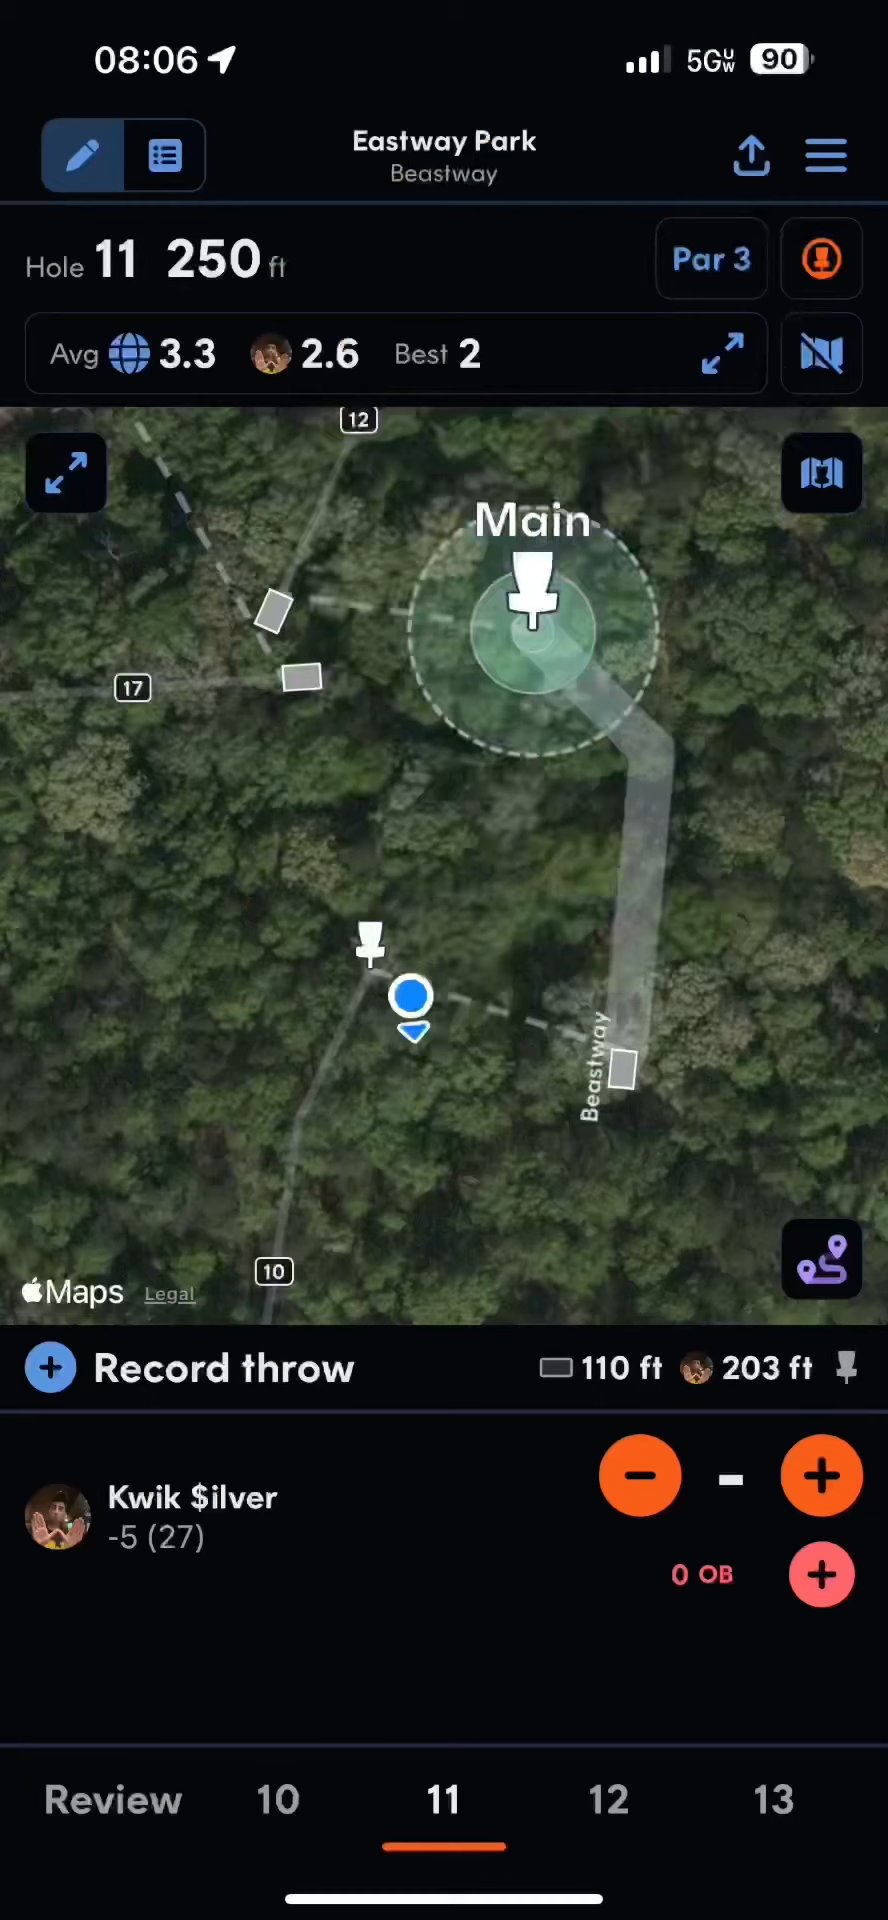 08:06
5GUW
90
Eastway Park
Beastway
Hole 11 250 ft
Par 3
Avg 3.3 2.6 Best 2
12
Main
17
Beastway
10
Maps Legal
Record throw
110 ft 203 ft
Kwik $ilver
-5 (27)
-
0 OB
Review 10 11 12 13